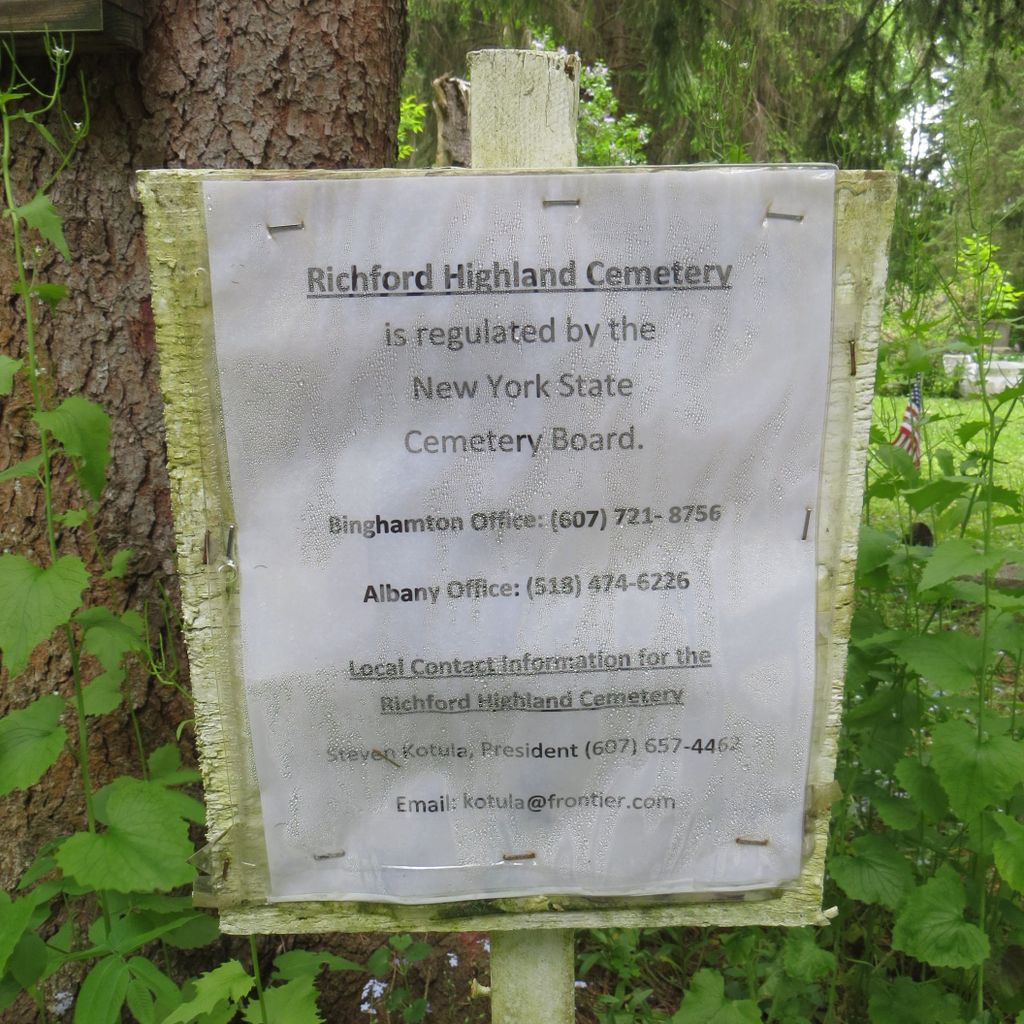 Richford Highland Cemetery
is regulated by the
New York State
Cemetery Board.
Binghamton Office: (607) 721- 8756
Albany Office: (518) 474-6226
Local Contact information for the
Richford Highland Cemetery
Steven Kotula, President (607) 657-4462
Email: kotula@frontier.com